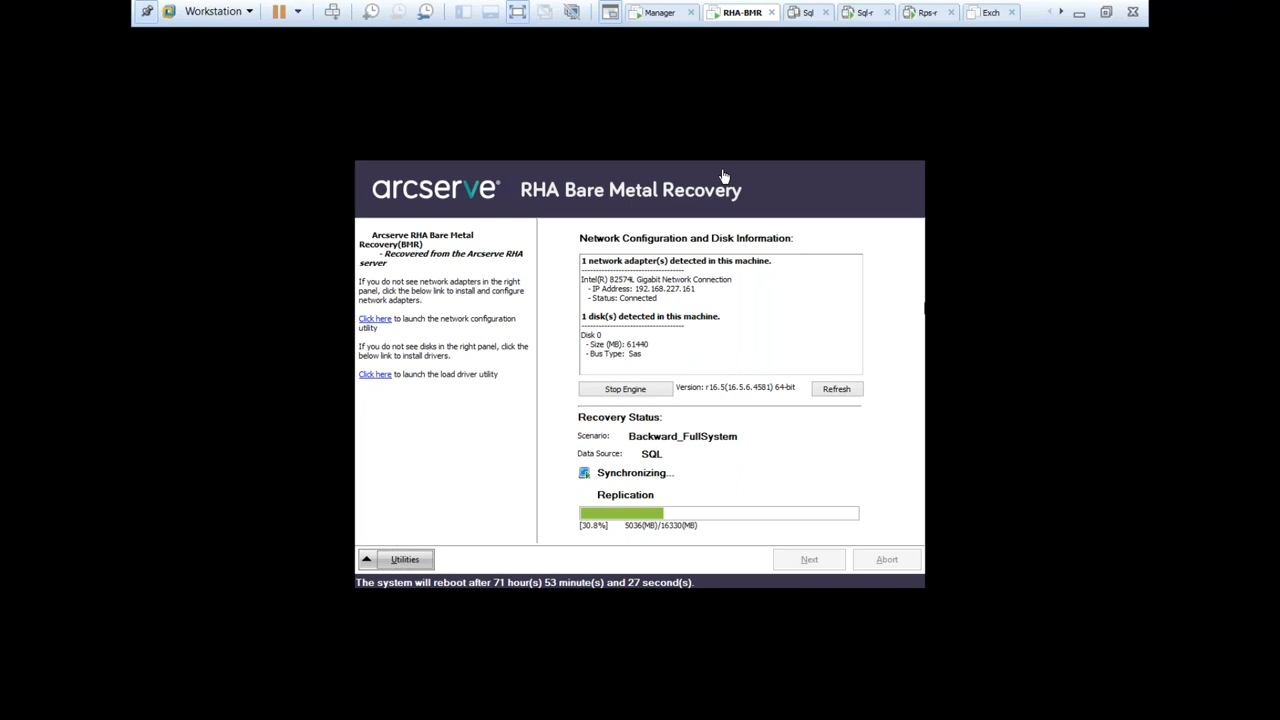 Workstation
Manager
RHA-BMR
Sql
Sql-r
Rps-r
Exch
arcserve® RHA Bare Metal Recovery
Arcserve RHA Bare Metal
Recovery(BMR)
- Recovered from the Arcserve RHA
server
If you do not see network adapters in the right
panel, click the below link to install and configure
network adapters.
Click here to launch the network configuration
utility
If you do not see disks in the right panel, click the
below link to install drivers.
Click here to launch the load driver utility
Network Configuration and Disk Information:
1 network adapter(s) detected in this machine.
------------------------------------
Intel(R) 82574L Gigabit Network Connection
- IP Address: 192.168.227.161
- Status: Connected
1 disk(s) detected in this machine.
------------------------------------
Disk 0
- Size (MB): 61440
- Bus Type: Sas
Stop Engine
Version: r16.5(16.5.6.4581) 64-bit
Refresh
Recovery Status:
Scenario: Backward_FullSystem
Data Source: SQL
Synchronizing...
Replication
[30.8%] 5036(MB)/16330(MB)
Utilities
Next
Abort
The system will reboot after 71 hour(s) 53 minute(s) and 27 second(s).